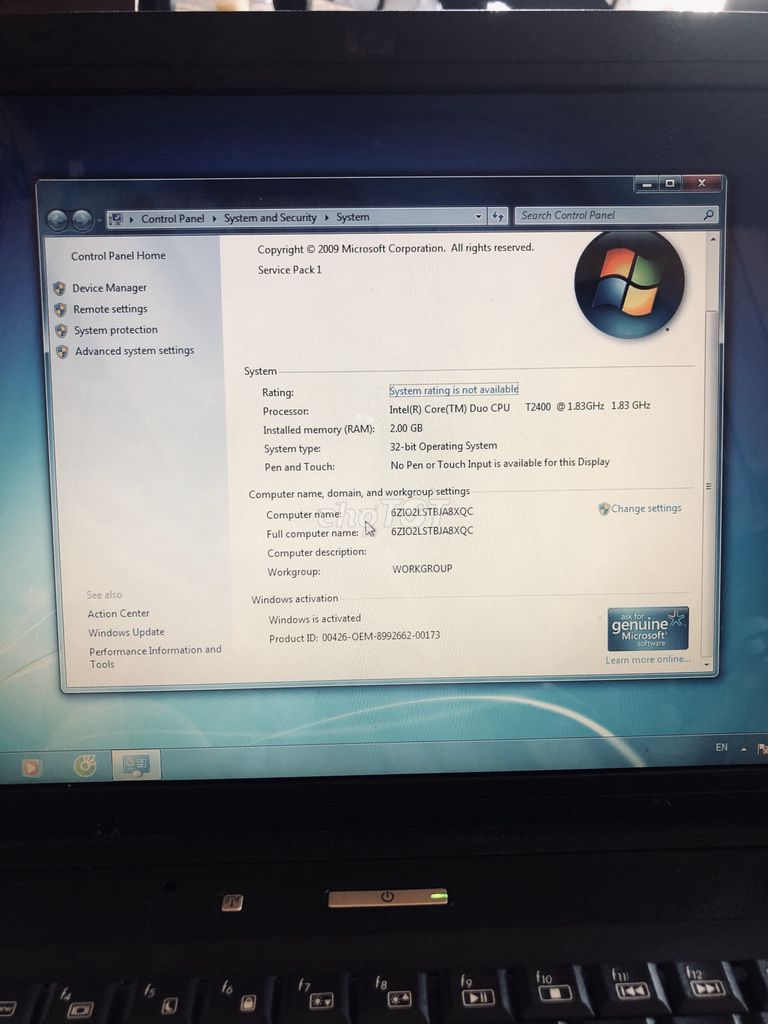 Control Panel
System and Security
System
Search Control Panel
Control Panel Home
Device Manager
Remote settings
System protection
Advanced system settings
Copyright © 2009 Microsoft Corporation. All rights reserved.
Service Pack 1
System
Rating: System rating is not available
Processor: Intel(R) Core(TM) Duo CPU T2400 @ 1.83GHz 1.83 GHz
Installed memory (RAM): 2.00 GB
System type: 32-bit Operating System
Pen and Touch: No Pen or Touch Input is available for this Display
Computer name, domain, and workgroup settings
Computer name: 6ZIO2LSTBJA8XQC
Change settings
Full computer name: 6ZIO2LSTBJA8XQC
chợTỐT
Computer description:
Workgroup: WORKGROUP
Windows activation
Windows is activated
Product ID: 00426-OEM-8992662-00173
ask for
genuine
Microsoft
software
Learn more online...
See also
Action Center
Windows Update
Performance Information and
Tools
EN
f4 f5 f6 f7 f8 f9 f10 f11 f12